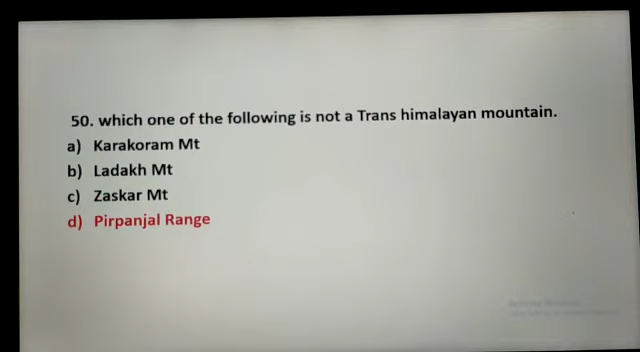 50. which one of the following is not a Trans himalayan mountain.
a) Karakoram Mt
b) Ladakh Mt
c) Zaskar Mt
d) Pirpanjal Range